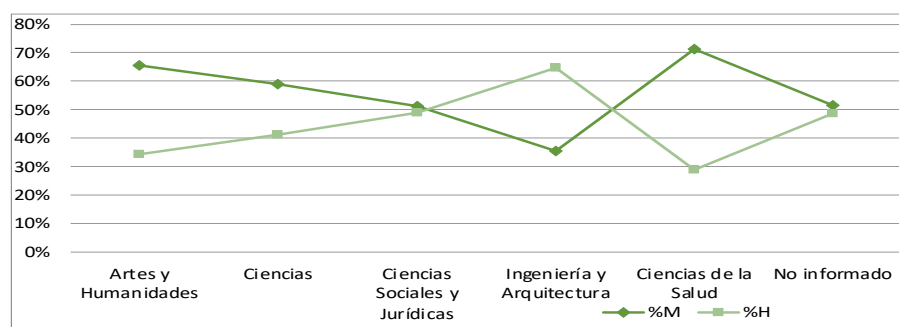 80%
70%
60%
50%
40%
30%
20%
10%
0%
Artes y
Humanidades
Ciencias
Ciencias
Sociales y
Jurídicas
Ingeniería y
Arquitectura
Ciencias de la
Salud
No informado
%M
%H